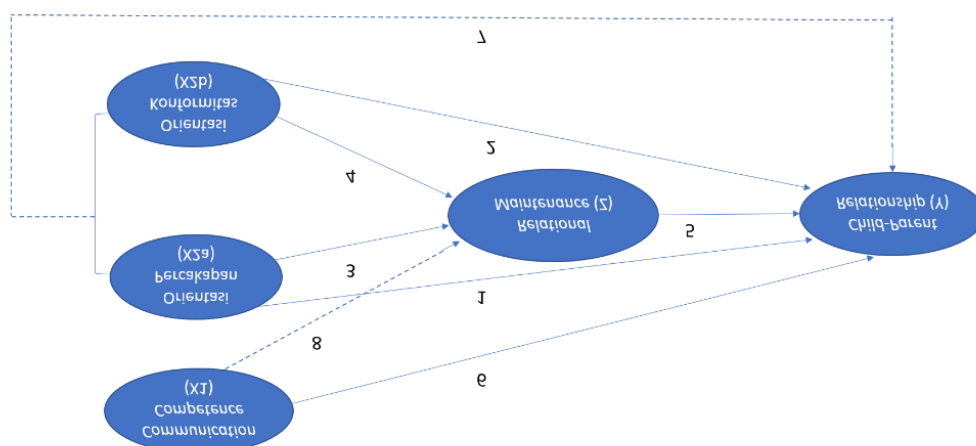 Communication
Competence
(X1)
6
8
Orientasi
Percakapan
(X2a)
1
3
Relational
Maintenance (Z)
5
Child-Parent
Relationship (Y)
4
2
Orientasi
Konformitas
(X2b)
7